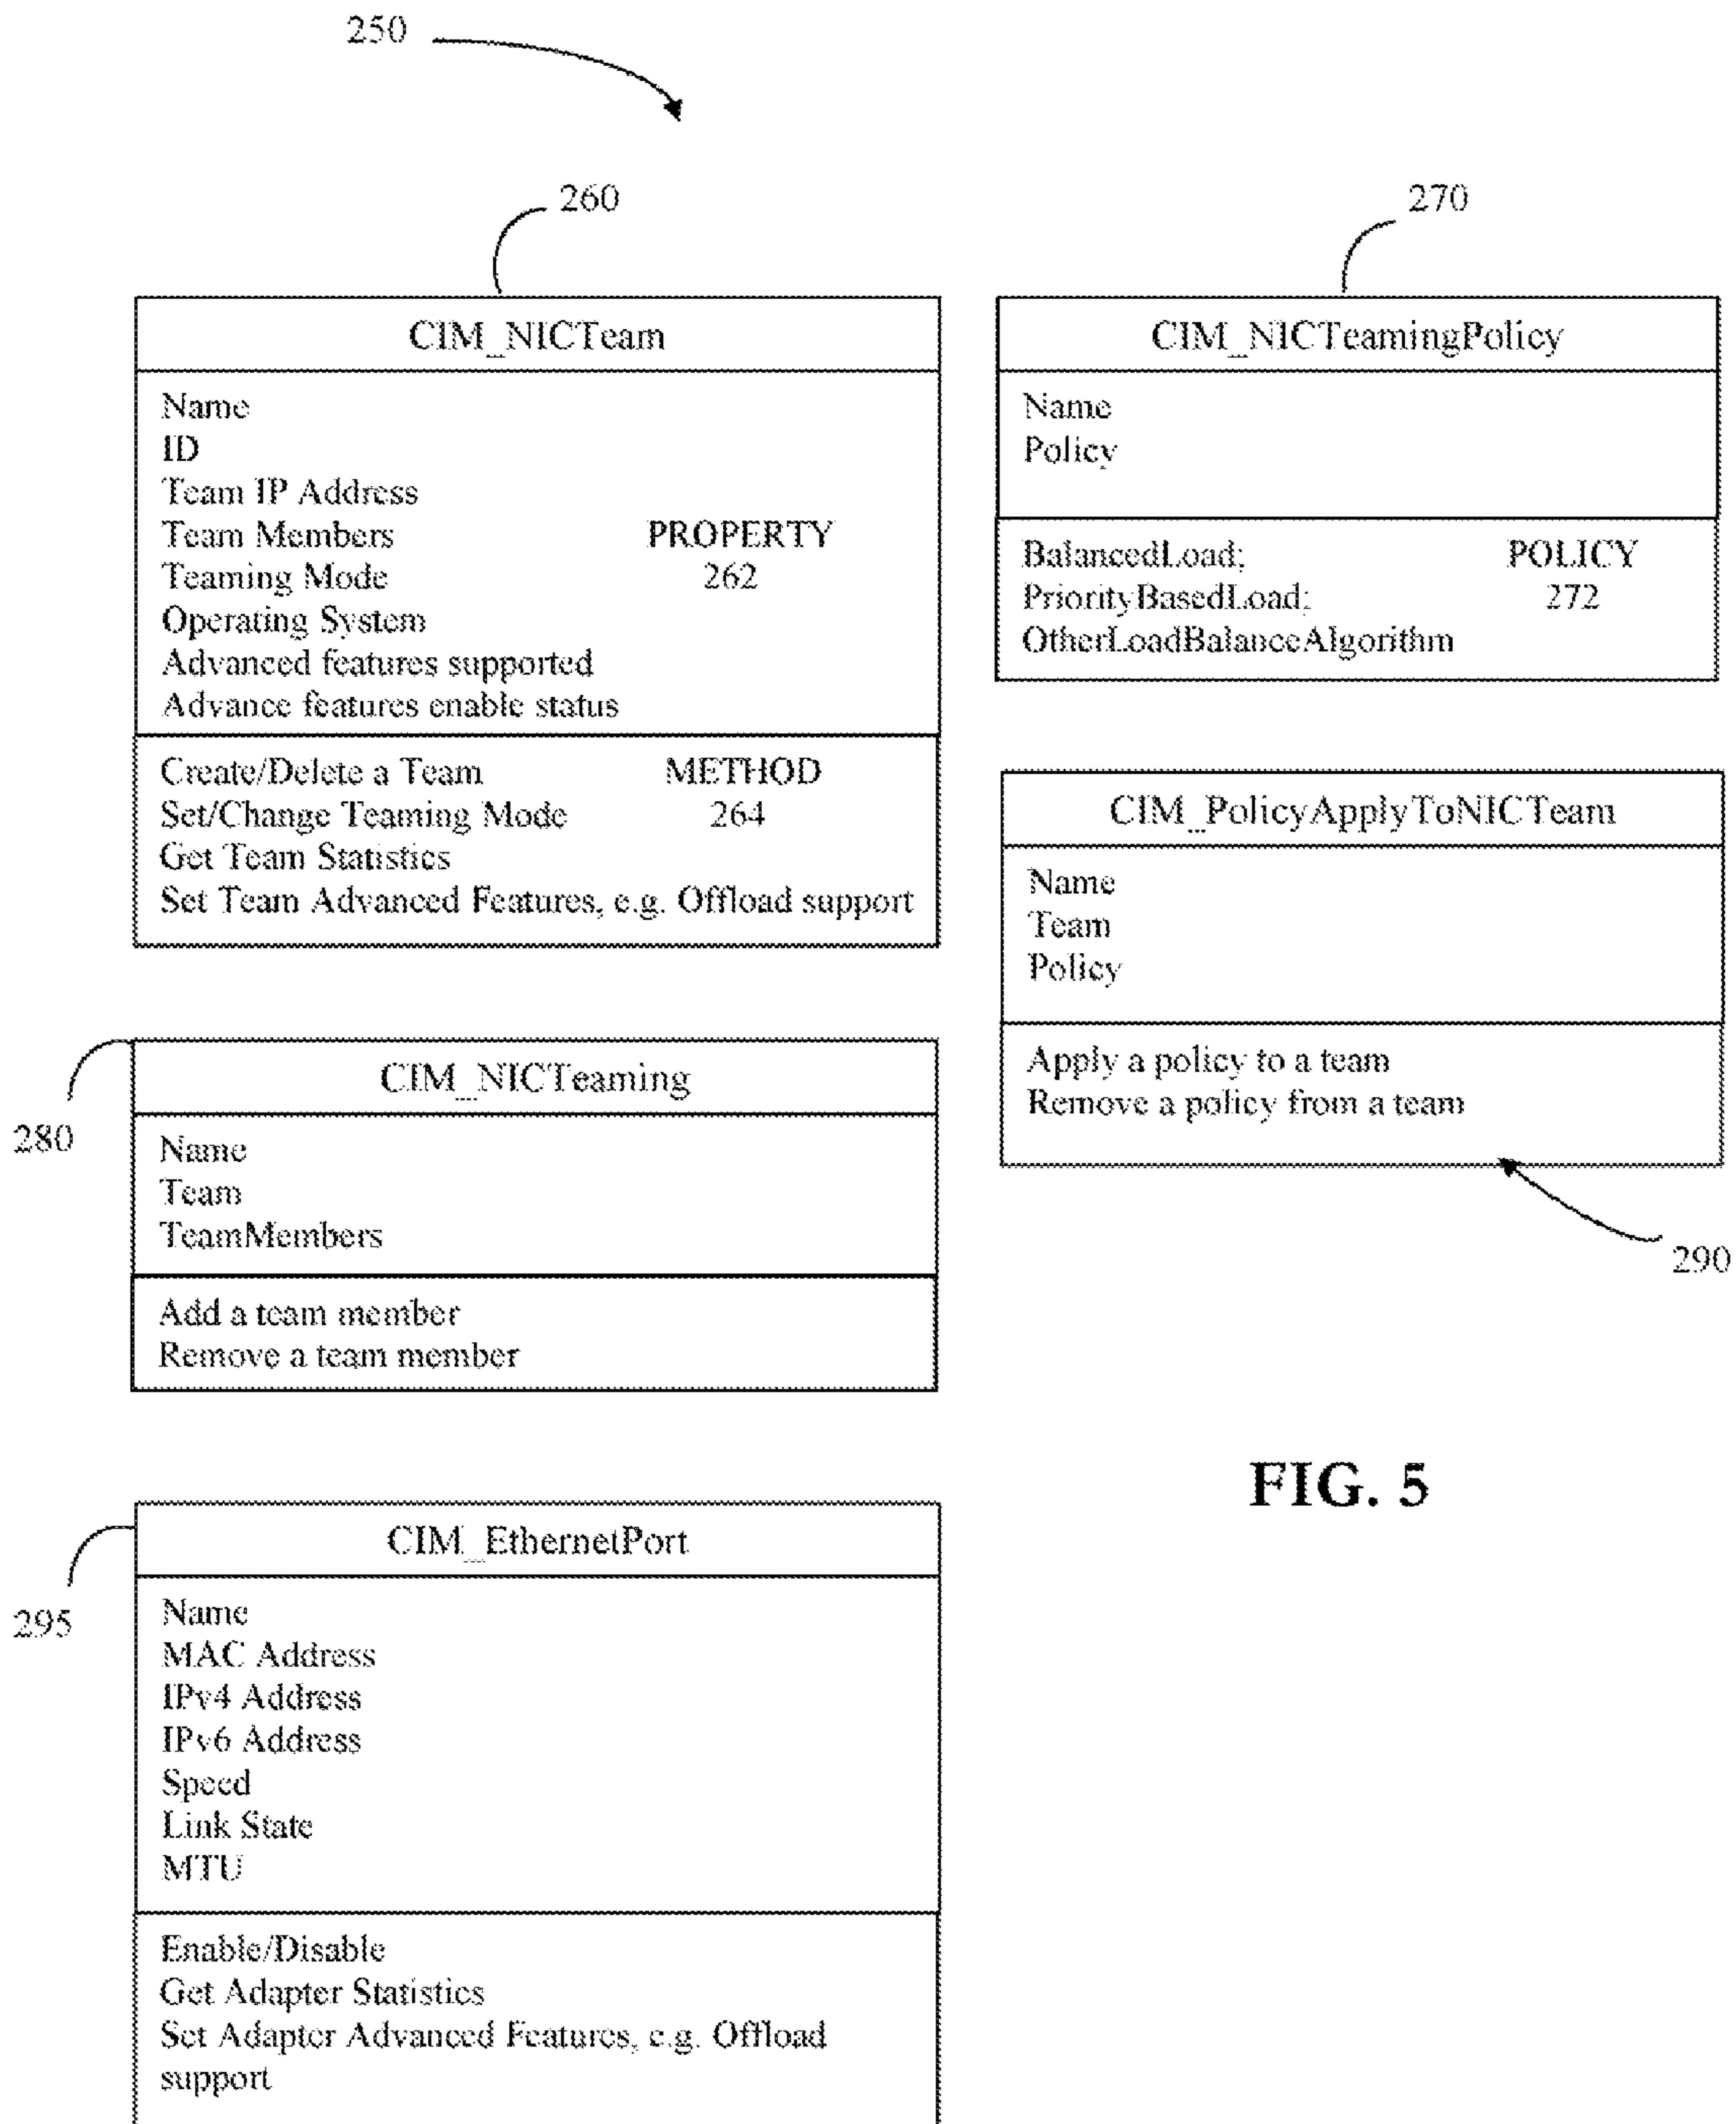 250
260
270
CIM_NICTeam
Name
ID
Team IP Address
Team Members PROPERTY
Teaming Mode 262
Operating System
Advanced features supported
Advance features enable status
Create/Delete a Team METHOD
Set/Change Teaming Mode 264
Get Team Statistics
Set Team Advanced Features, e.g. Offload support
CIM_NICTeamingPolicy
Name
Policy
BalancedLoad; POLICY
PriorityBasedLoad; 272
OtherLoadBalanceAlgorithm
CIM_PolicyApplyToNICTeam
Name
Team
Policy
Apply a policy to a team
Remove a policy from a team
290
280
CIM_NICTeaming
Name
Team
TeamMembers
Add a team member
Remove a team member
FIG. 5
295
CIM_EthernetPort
Name
MAC Address
IPv4 Address
IPv6 Address
Speed
Link State
MTU
Enable/Disable
Get Adapter Statistics
Set Adapter Advanced Features, e.g. Offload
support